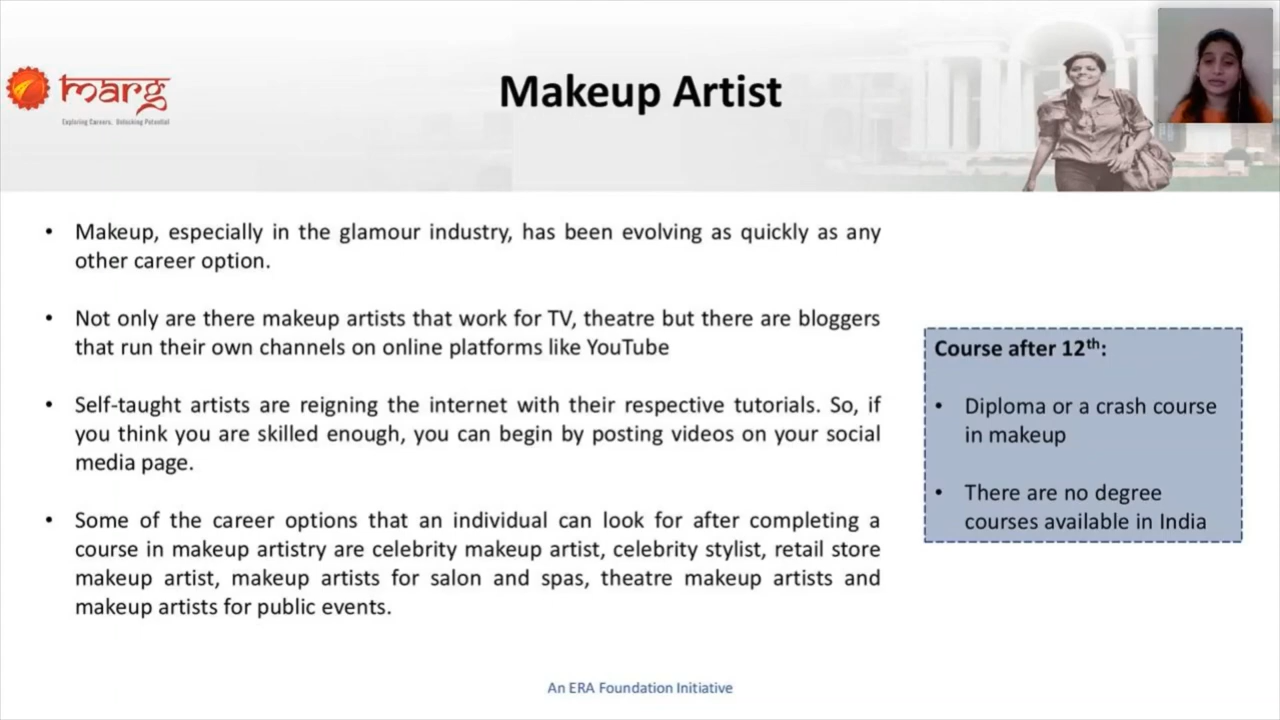 marg
Exploring Careers. Unlocking Potential
Makeup Artist
• Makeup, especially in the glamour industry, has been evolving as quickly as any
other career option.
• Not only are there makeup artists that work for TV, theatre but there are bloggers
that run their own channels on online platforms like YouTube
• Self-taught artists are reigning the internet with their respective tutorials. So, if
you think you are skilled enough, you can begin by posting videos on your social
media page.
• Some of the career options that an individual can look for after completing a
course in makeup artistry are celebrity makeup artist, celebrity stylist, retail store
makeup artist, makeup artists for salon and spas, theatre makeup artists and
makeup artists for public events.
Course after 12th:
• Diploma or a crash course
in makeup
• There are no degree
courses available in India
An ERA Foundation Initiative